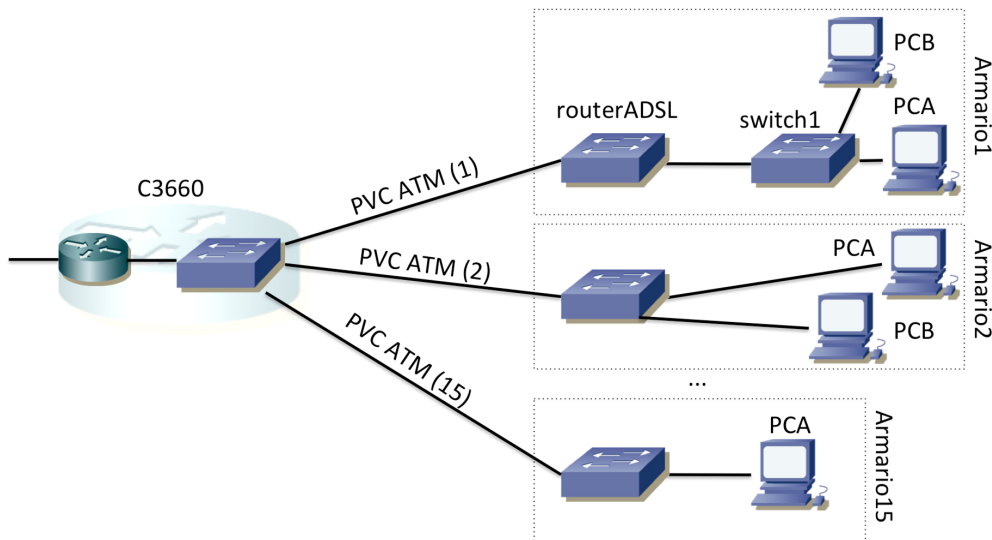 PCB
Armario1
routerADSL
switch1
PCA
C3660
PVC ATM (1)
PVC ATM (2)
PCA
PCB
Armario2
PVC ATM (15)
...
PCA
Armario15